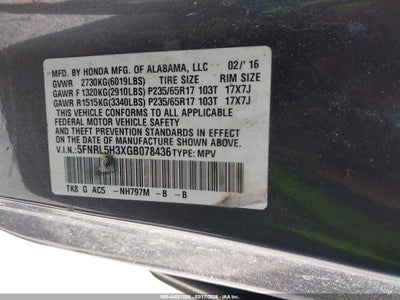 MFD. BY HONDA MFG. OF ALABAMA, LLC 02/'16
GVWR 2730KG(6019LBS) TIRE SIZE RIM SIZE
GAWR F1320KG(2910LBS) P235/65R17 103T 17X7J
GAWR R1515KG(3340LBS) P235/65R17 103T 17X7J
THIS VEHICLE CONFORMS TO ALL APPLICABLE
FEDERAL MOTOR VEHICLE SAFETY AND
THEFT PREVENTION STANDARDS IN EFFECT ON
THE DATE OF MANUFACTURE SHOWN ABOVE.
V.I.N.:5FNRL5H3XGB078436 TYPE: MPV
TK8 G AC5 -NH797M -B -B